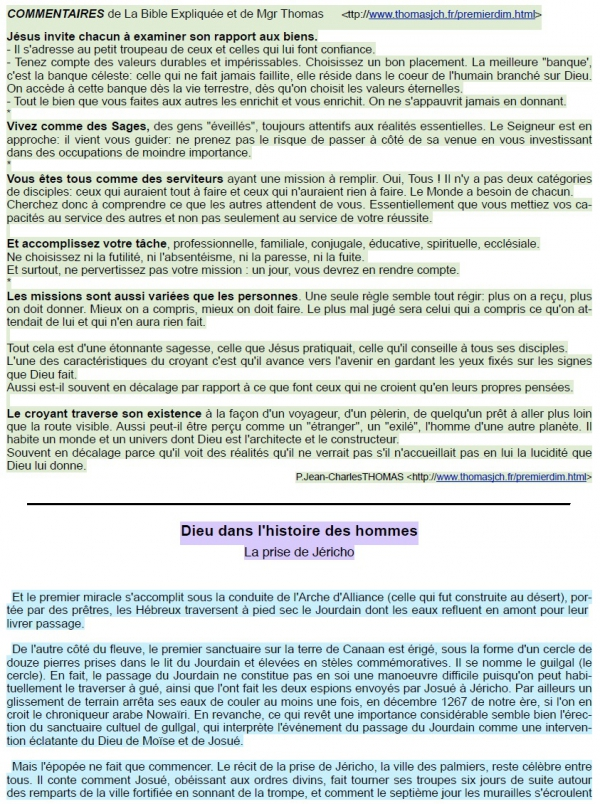 COMMENTAIRES de La Bible Expliquée et de Mgr Thomas <ttp://www.thomasjch.fr/premierdim.html>
Jésus invite chacun à examiner son rapport aux biens.
- Il s'adresse au petit troupeau de ceux et celles qui lui font confiance.
- Tenez compte des valeurs durables et impérissables. Choisissez un bon placement. La meilleure "banque',
c'est la banque céleste: celle qui ne fait jamais faillite, elle réside dans le coeur de l'humain branché sur Dieu.
On accède à cette banque dès la vie terrestre, dès qu'on choisit les valeurs éternelles.
- Tout le bien que vous faites aux autres les enrichit et vous enrichit. On ne s'appauvrit jamais en donnant.
*
Vivez comme des Sages, des gens "éveillés", toujours attentifs aux réalités essentielles. Le Seigneur est en
approche: il vient vous guider: ne prenez pas le risque de passer à côté de sa venue en vous investissant
dans des occupations de moindre importance.
*
Vous êtes tous comme des serviteurs ayant une mission à remplir. Oui, Tous ! Il n'y a pas deux catégories
de disciples: ceux qui auraient tout à faire et ceux qui n'auraient rien à faire. Le Monde a besoin de chacun.
Cherchez donc à comprendre ce que les autres attendent de vous. Essentiellement que vous mettiez vos ca-
pacités au service des autres et non pas seulement au service de votre réussite.
Et accomplissez votre tâche, professionnelle, familiale, conjugale, éducative, spirituelle, ecclésiale.
Ne choisissez ni la futilité, ni l'absentéisme, ni la paresse, ni la fuite.
Et surtout, ne pervertissez pas votre mission : un jour, vous devrez en rendre compte.
*
Les missions sont aussi variées que les personnes. Une seule règle semble tout régir: plus on a reçu, plus
on doit donner. Mieux on a compris, mieux on doit faire. Le plus mal jugé sera celui qui a compris ce qu'on at-
tendait de lui et qui n'en aura rien fait.
Tout cela est d'une étonnante sagesse, celle que Jésus pratiquait, celle qu'il conseille à tous ses disciples.
L'une des caractéristiques du croyant c'est qu'il avance vers l'avenir en gardant les yeux fixés sur les signes
que Dieu fait.
Aussi est-il souvent en décalage par rapport à ce que font ceux qui ne croient qu'en leurs propres pensées.
Le croyant traverse son existence à la façon d'un voyageur, d'un pèlerin, de quelqu'un prêt à aller plus loin
que la route visible. Aussi peut-il être perçu comme un "étranger", un "exilé", l'homme d'une autre planète. Il
habite un monde et un univers dont Dieu est l'architecte et le constructeur.
Souvent en décalage parce qu'il voit des réalités qu'il ne verrait pas s'il n'accueillait pas en lui la lucidité que
Dieu lui donne.
P.Jean-CharlesTHOMAS <http://www.thomasjch.fr/premierdim.html>
Dieu dans l'histoire des hommes
La prise de Jéricho
Et le premier miracle s'accomplit sous la conduite de l'Arche d'Alliance (celle qui fut construite au désert), por-
tée par des prêtres, les Hébreux traversent à pied sec le Jourdain dont les eaux refluent en amont pour leur
livrer passage.
De l'autre côté du fleuve, le premier sanctuaire sur la terre de Canaan est érigé, sous la forme d'un cercle de
douze pierres prises dans le lit du Jourdain et élevées en stèles commémoratives. Il se nomme le guilgal (le
cercle). En fait, le passage du Jourdain ne constitue pas en soi une manoeuvre difficile puisqu'on peut habi-
tuellement le traverser à gué, ainsi que l'ont fait les deux espions envoyés par Josué à Jéricho. Par ailleurs un
glissement de terrain arrêta ses eaux de couler au moins une fois, en décembre 1267 de notre ère, si l'on en
croit le chroniqueur arabe Nowaïri. En revanche, ce qui revêt une importance considérable semble bien l'érec-
tion du sanctuaire cultuel de gullgal, qui interprète l'événement du passage du Jourdain comme une interven-
tion éclatante du Dieu de Moïse et de Josué.
Mais l'épopée ne fait que commencer. Le récit de la prise de Jéricho, la ville des palmiers, reste célèbre entre
tous. Il conte comment Josué, obéissant aux ordres divins, fait tourner ses troupes six jours de suite autour
des remparts de la ville fortifiée en sonnant de la trompe, et comment le septième jour les murailles s'écroulent